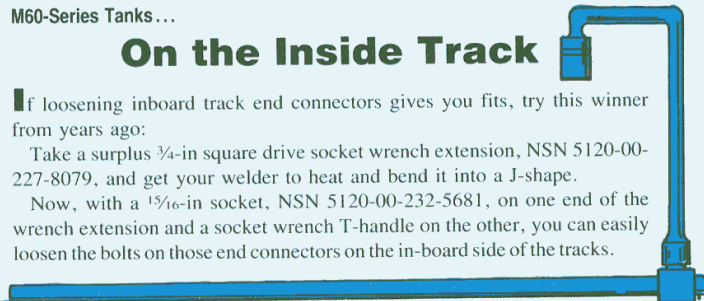 M60-Series Tanks...
On the Inside Track
If loosening inboard track end connectors gives you fits, try this winner
from years ago:
Take a surplus ¾-in square drive socket wrench extension, NSN 5120-00-
227-8079, and get your welder to heat and bend it into a J-shape.
Now, with a ¹⁵⁄₁₆-in socket, NSN 5120-00-232-5681, on one end of the
wrench extension and a socket wrench T-handle on the other, you can easily
loosen the bolts on those end connectors on the in-board side of the tracks.